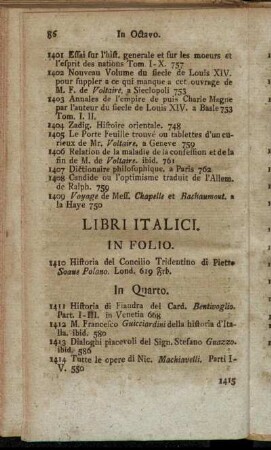 86 In Octavo.
1401 Essai sur l'hist. generale et sur les moeurs et
l'esprit des nations Tom I-X. 757
1402 Nouveau Volume du siecle de Louis XIV.
pour suppler a ce qui manque a cet ouvrage de
M. F. de Voltaire. a Sieclopoli 753
1403 Annales de l'empire de puis Charle Magne
par l'auteur du siecle de Louis XIV. a Basle 753
Tom. I. II.
1404 Zadig. Histoire orientale. 748
1405 Le Porte Feuille trouvé ou tablettes d'un cu-
rieux de Mr. Voltaire. a Geneve 759
1406 Relation de la maladie de la confession et de la
fin de M. de Voltaire. ibid. 761
1407 Dictionaire philosophique. a Paris 762
1408 Candide ou l'optimisme traduit de l'Allem.
de Ralph. 759
1409 Voyage de Mess. Chapelle et Bachaumont. a
la Haye 750
LIBRI ITALICI.
IN FOLIO.
1410 Historia del Concilio Tridentino di Pietro
Soave Polano. Lond. 619 Frb.
In Quarto.
1411 Historia di Fiandra del Card. Bentivoglio.
Part. I-III. in Venetia 668
1412 M. Francesco Guicciardini della historia d'Ita-
lia. ibid. 580
1413 Dialoghi piacevoli del Sign. Stefano Guazzo.
ibid. 586
1414 Tutte le opere di Nic. Machiavelli. Parti I-
V. 550
1415